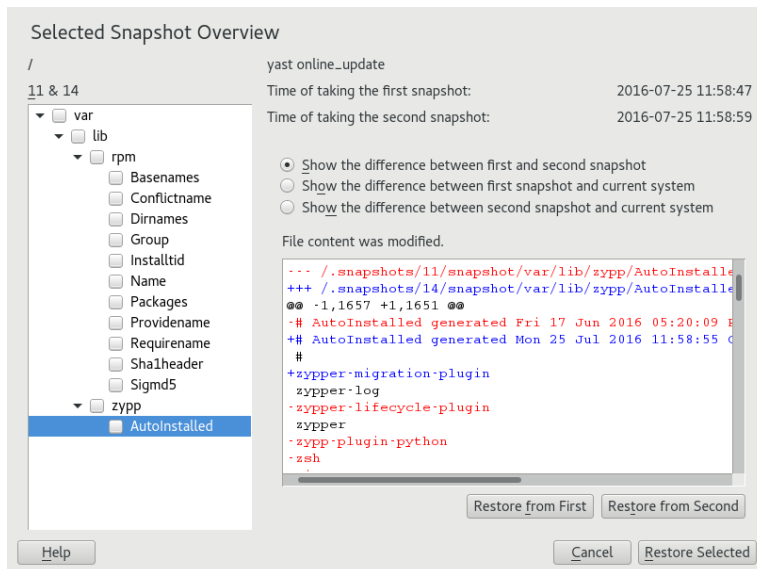 Selected Snapshot Overview
/
yast online_update
11 & 14
Time of taking the first snapshot: 2016-07-25 11:58:47
Time of taking the second snapshot: 2016-07-25 11:58:59
var
lib
rpm
Basenames
Conflictname
Dirnames
Group
Installtid
Name
Packages
Providename
Requirename
Sha1header
Sigmd5
zypp
AutoInstalled
Show the difference between first and second snapshot
Show the difference between first snapshot and current system
Show the difference between second snapshot and current system
File content was modified.
--- /.snapshots/11/snapshot/var/lib/zypp/AutoInstalle
+++ /.snapshots/14/snapshot/var/lib/zypp/AutoInstalle
@@ -1,1657 +1,1651 @@
-# AutoInstalled generated Fri 17 Jun 2016 05:20:09
+# AutoInstalled generated Mon 25 Jul 2016 11:58:55
#
+zypper-migration-plugin
zypper-log
-zypper-lifecycle-plugin
zypper
-zypp-plugin-python
-zsh
Restore from First
Restore from Second
Help
Cancel
Restore Selected